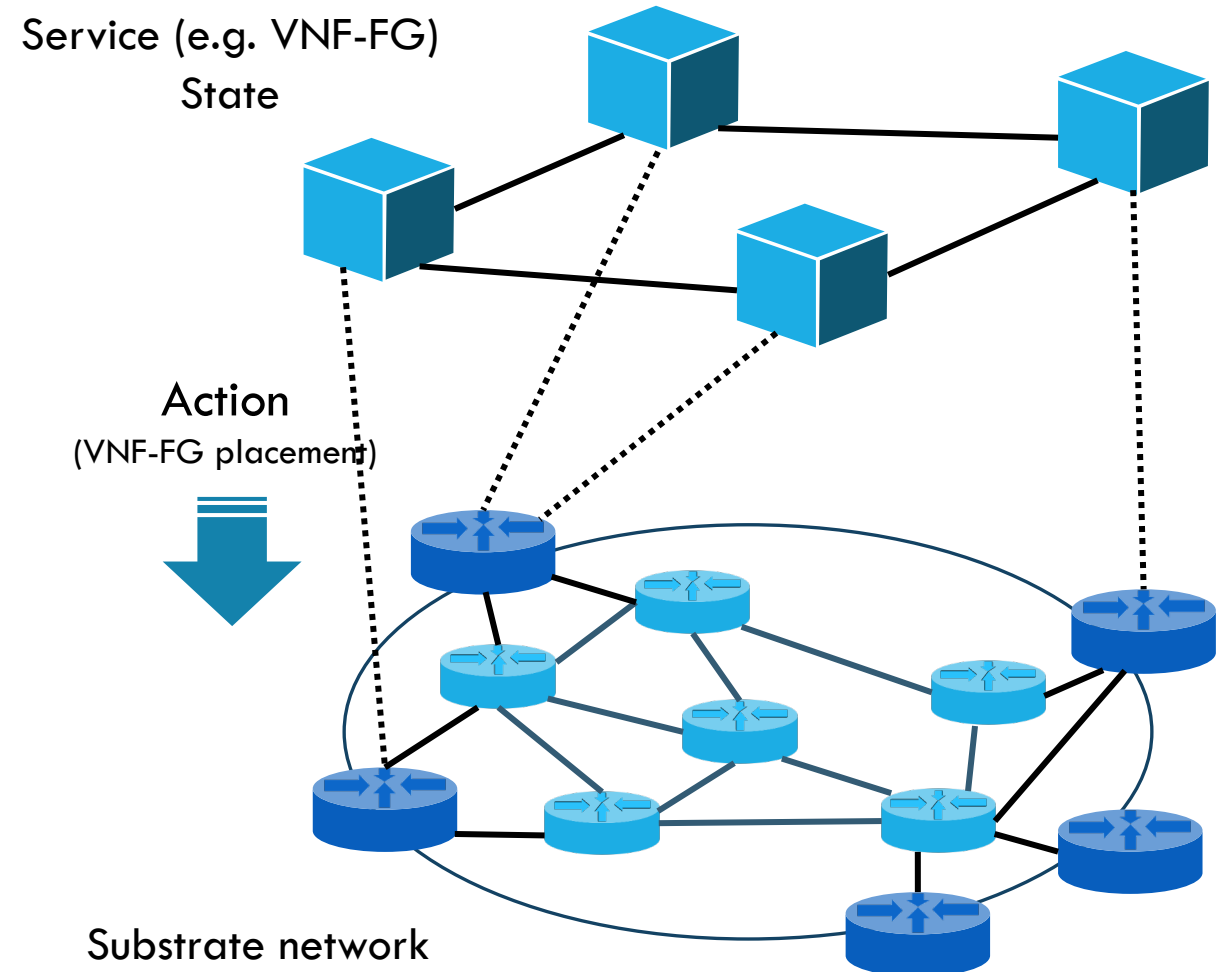 Service (e.g. VNF-FG)
State
Action
(VNF-FG placement)
Substrate network